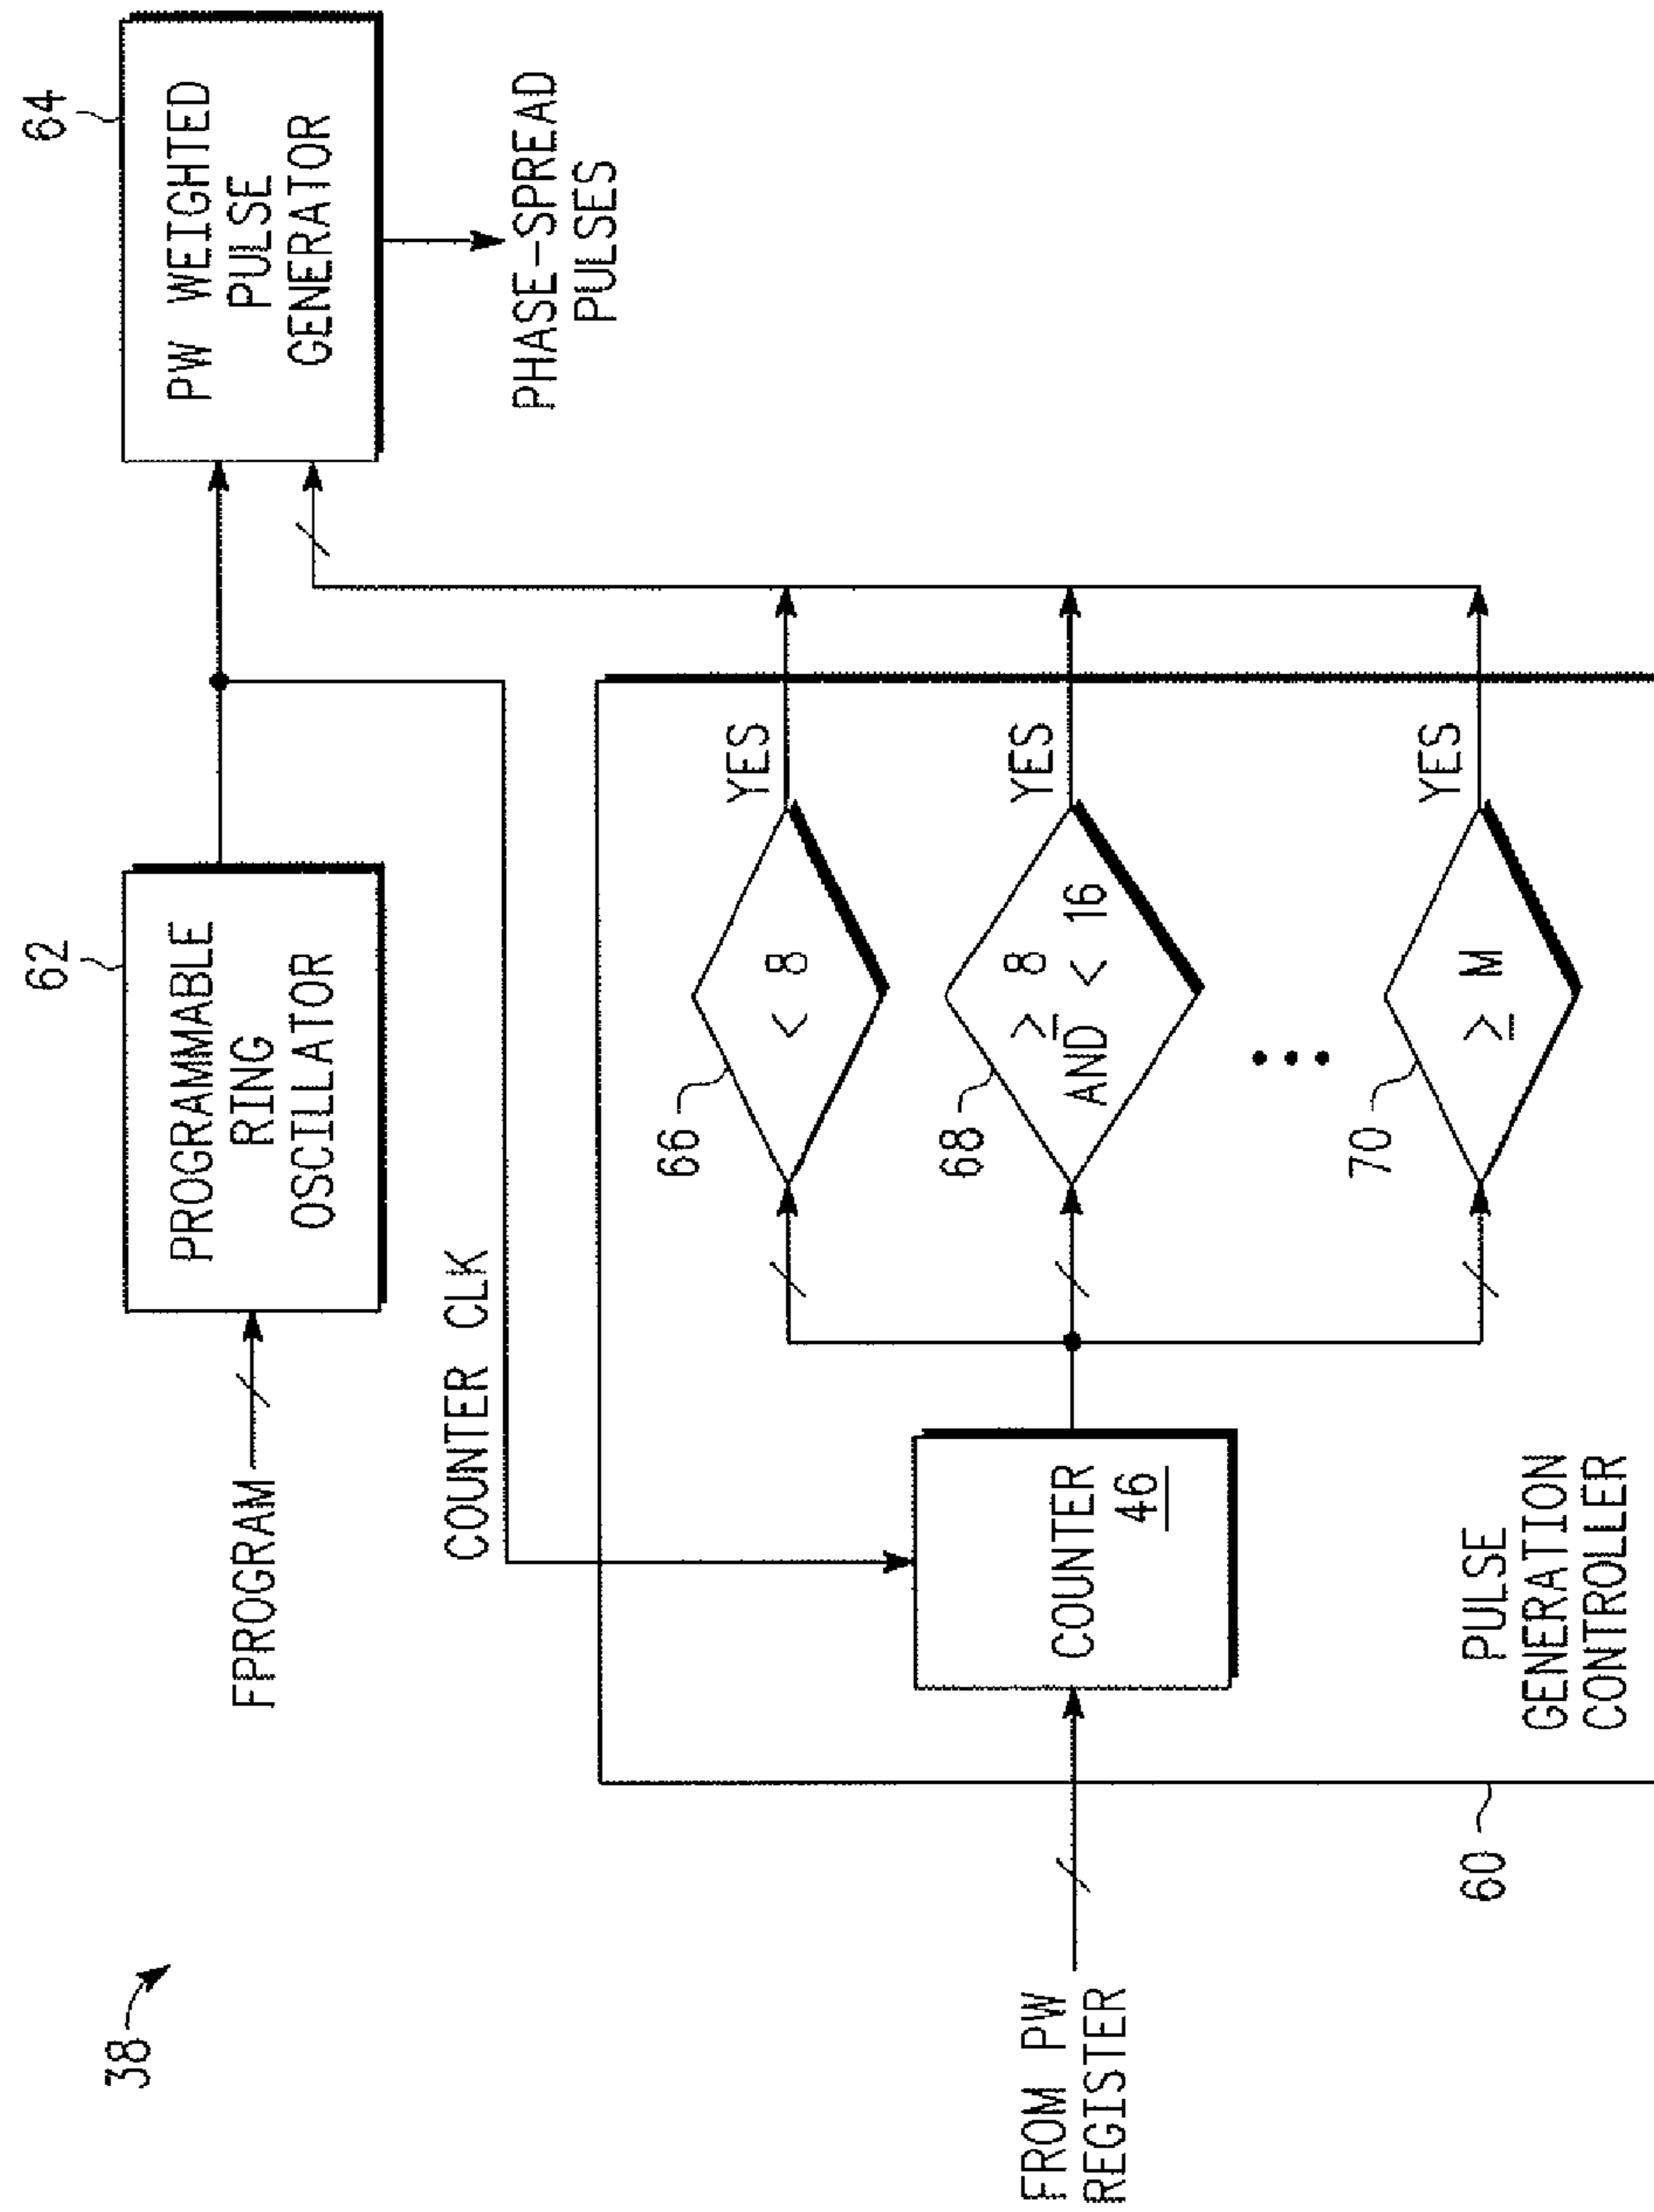 38
FPROGRAM
62
PROGRAMMABLE
RING
OSCILLATOR
64
PW WEIGHTED
PULSE
GENERATOR
COUNTER CLK
PHASE-SPREAD
PULSES
FROM PW
REGISTER
COUNTER
46
66
< 8
YES
68
≥ 8
AND < 16
YES
70
≥ M
YES
60
PULSE
GENERATION
CONTROLLER